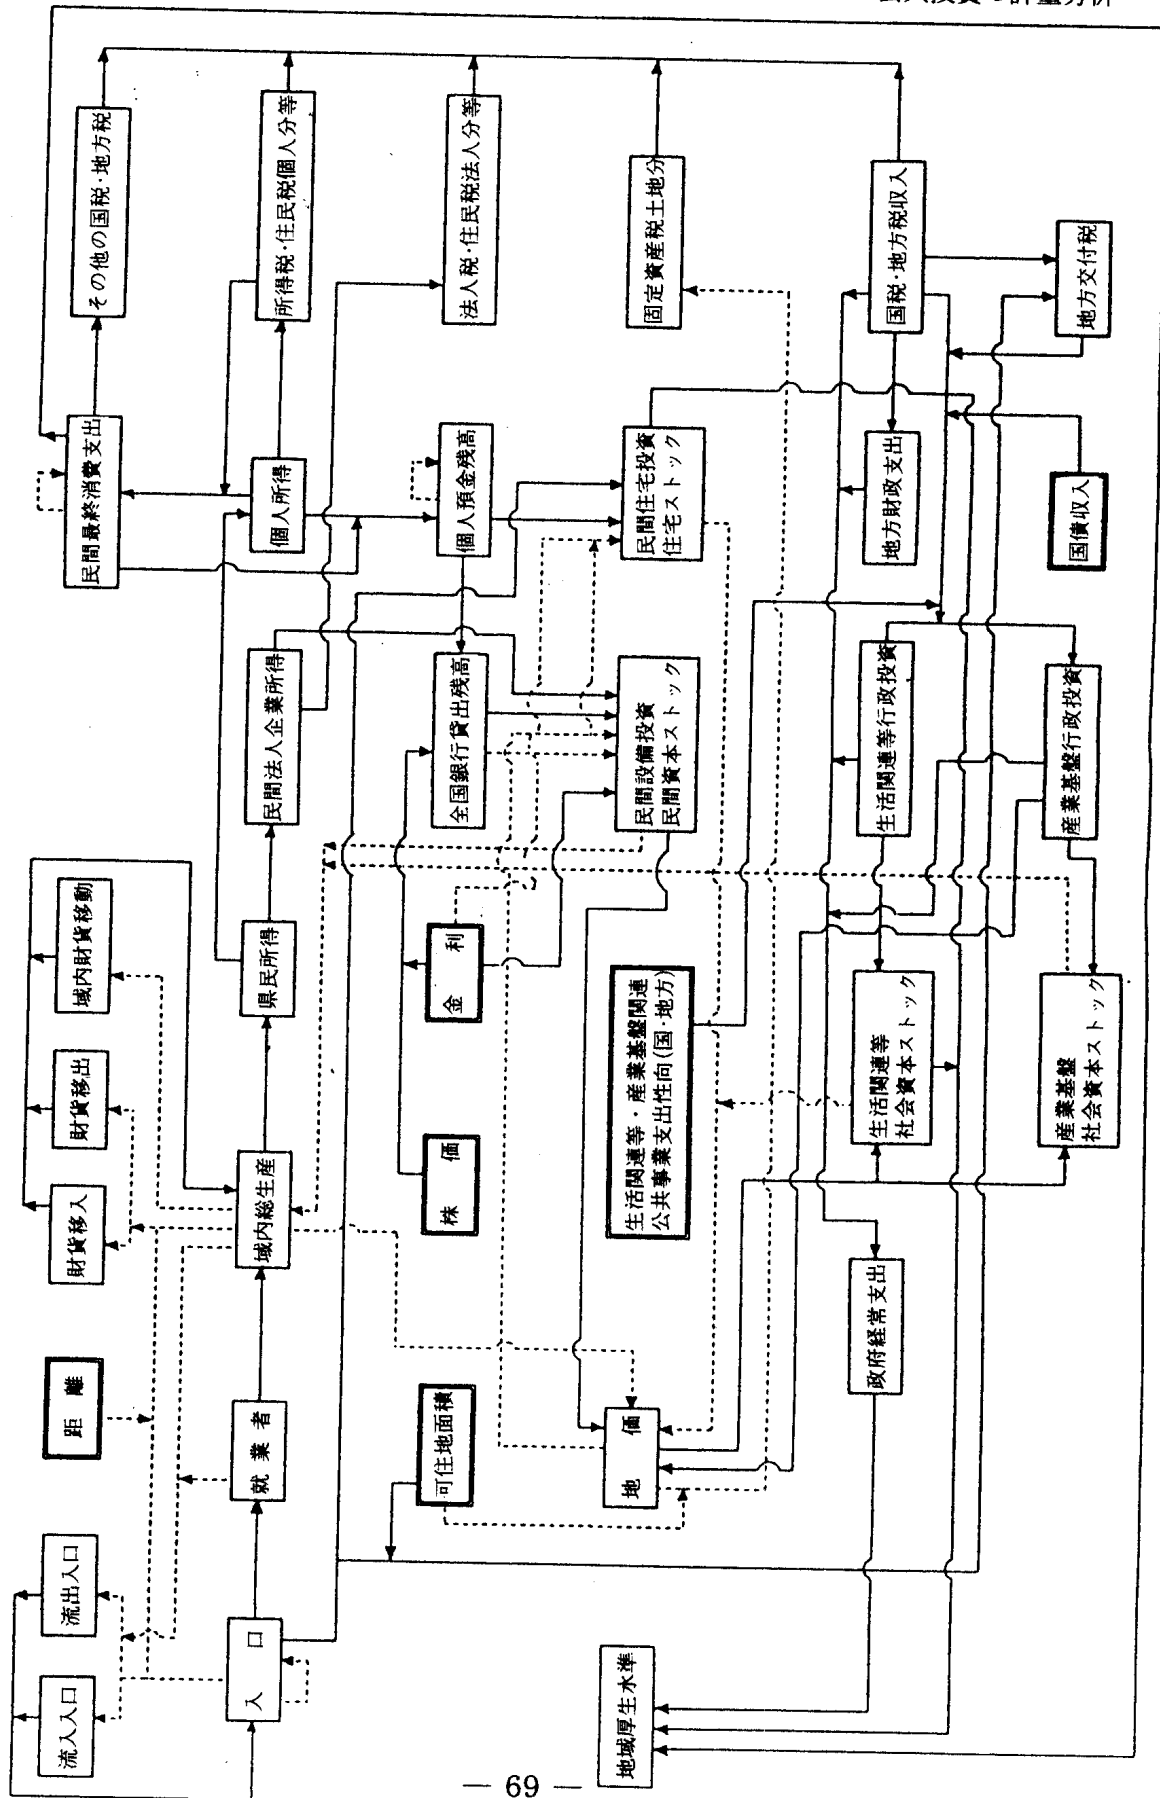 流入人口
流出人口
距離
財貨移入
財貨移出
域内財貨移動
民間最終消費支出
その他の国税・地方税
人口
就業者
域内総生産
県民所得
民間法人企業所得
個人所得
所得税・住民税個人分等
可住地面積
株価
金利
全国銀行貸出残高
個人預金残高
法人税・住民税法人分等
地域厚生水準
地価
生活関連等・産業基盤関連
公共事業支出性向(国・地方)
民間設備投資
民間資本ストック
民間住宅投資
住宅ストック
固定資産税土地分
政府経常支出
生活関連等
社会資本ストック
生活関連等行政投資
地方財政支出
国税・地方税収入
産業基盤
社会資本ストック
産業基盤行政投資
国債収入
地方交付税
— 69 —